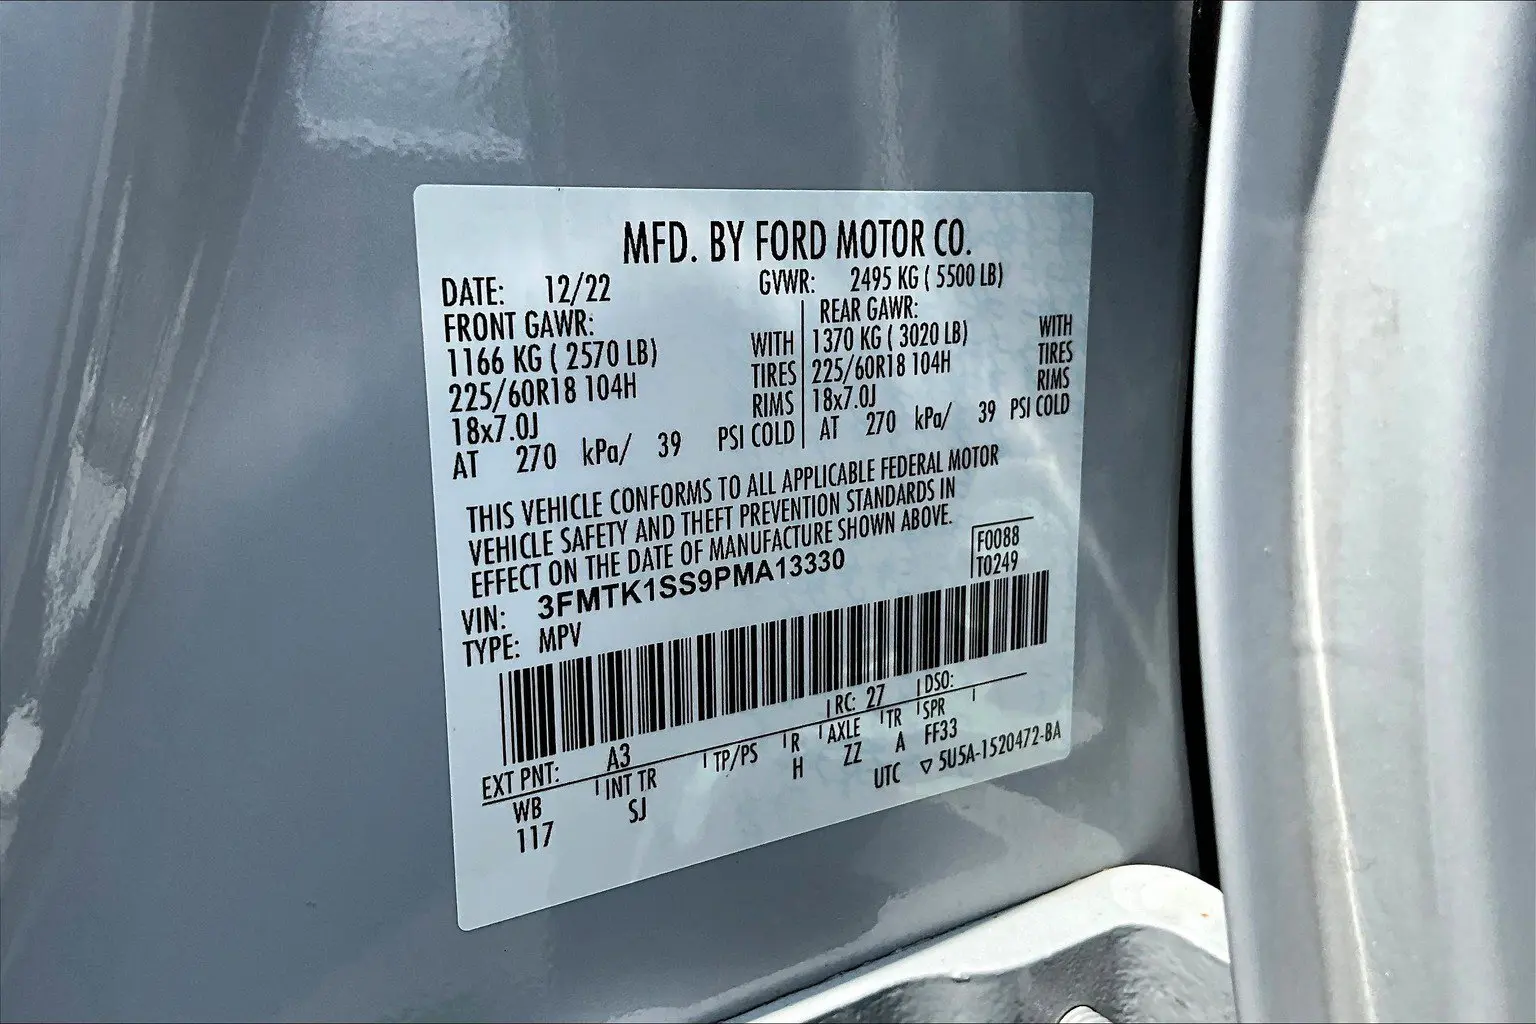 MFD. BY FORD MOTOR CO.
DATE: 12/22 GVWR: 2495 KG ( 5500 LB)
FRONT GAWR: REAR GAWR:
1166 KG ( 2570 LB) WITH 1370 KG ( 3020 LB) WITH
225/60R18 104H TIRES 225/60R18 104H TIRES
18x7.0J RIMS 18x7.0J RIMS
AT 270 kPa/ 39 PSI COLD AT 270 kPa/ 39 PSI COLD
THIS VEHICLE CONFORMS TO ALL APPLICABLE FEDERAL MOTOR
VEHICLE SAFETY AND THEFT PREVENTION STANDARDS IN
EFFECT ON THE DATE OF MANUFACTURE SHOWN ABOVE.
F0088
T0249
VIN: 3FMTK1SS9PMA13330
TYPE: MPV
EXT PNT: A3 RC: 27 DSO:
WB INT TR TP/PS R AXLE TR SPR
117 SJ H ZZ A FF33
UTC ▽ 5U5A-1520472-BA